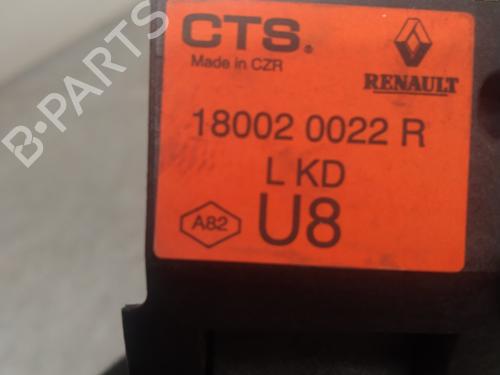 CTS®
Made in CZR
RENAULT
18002 0022 R
L KD
A82
U8
B-PARTS